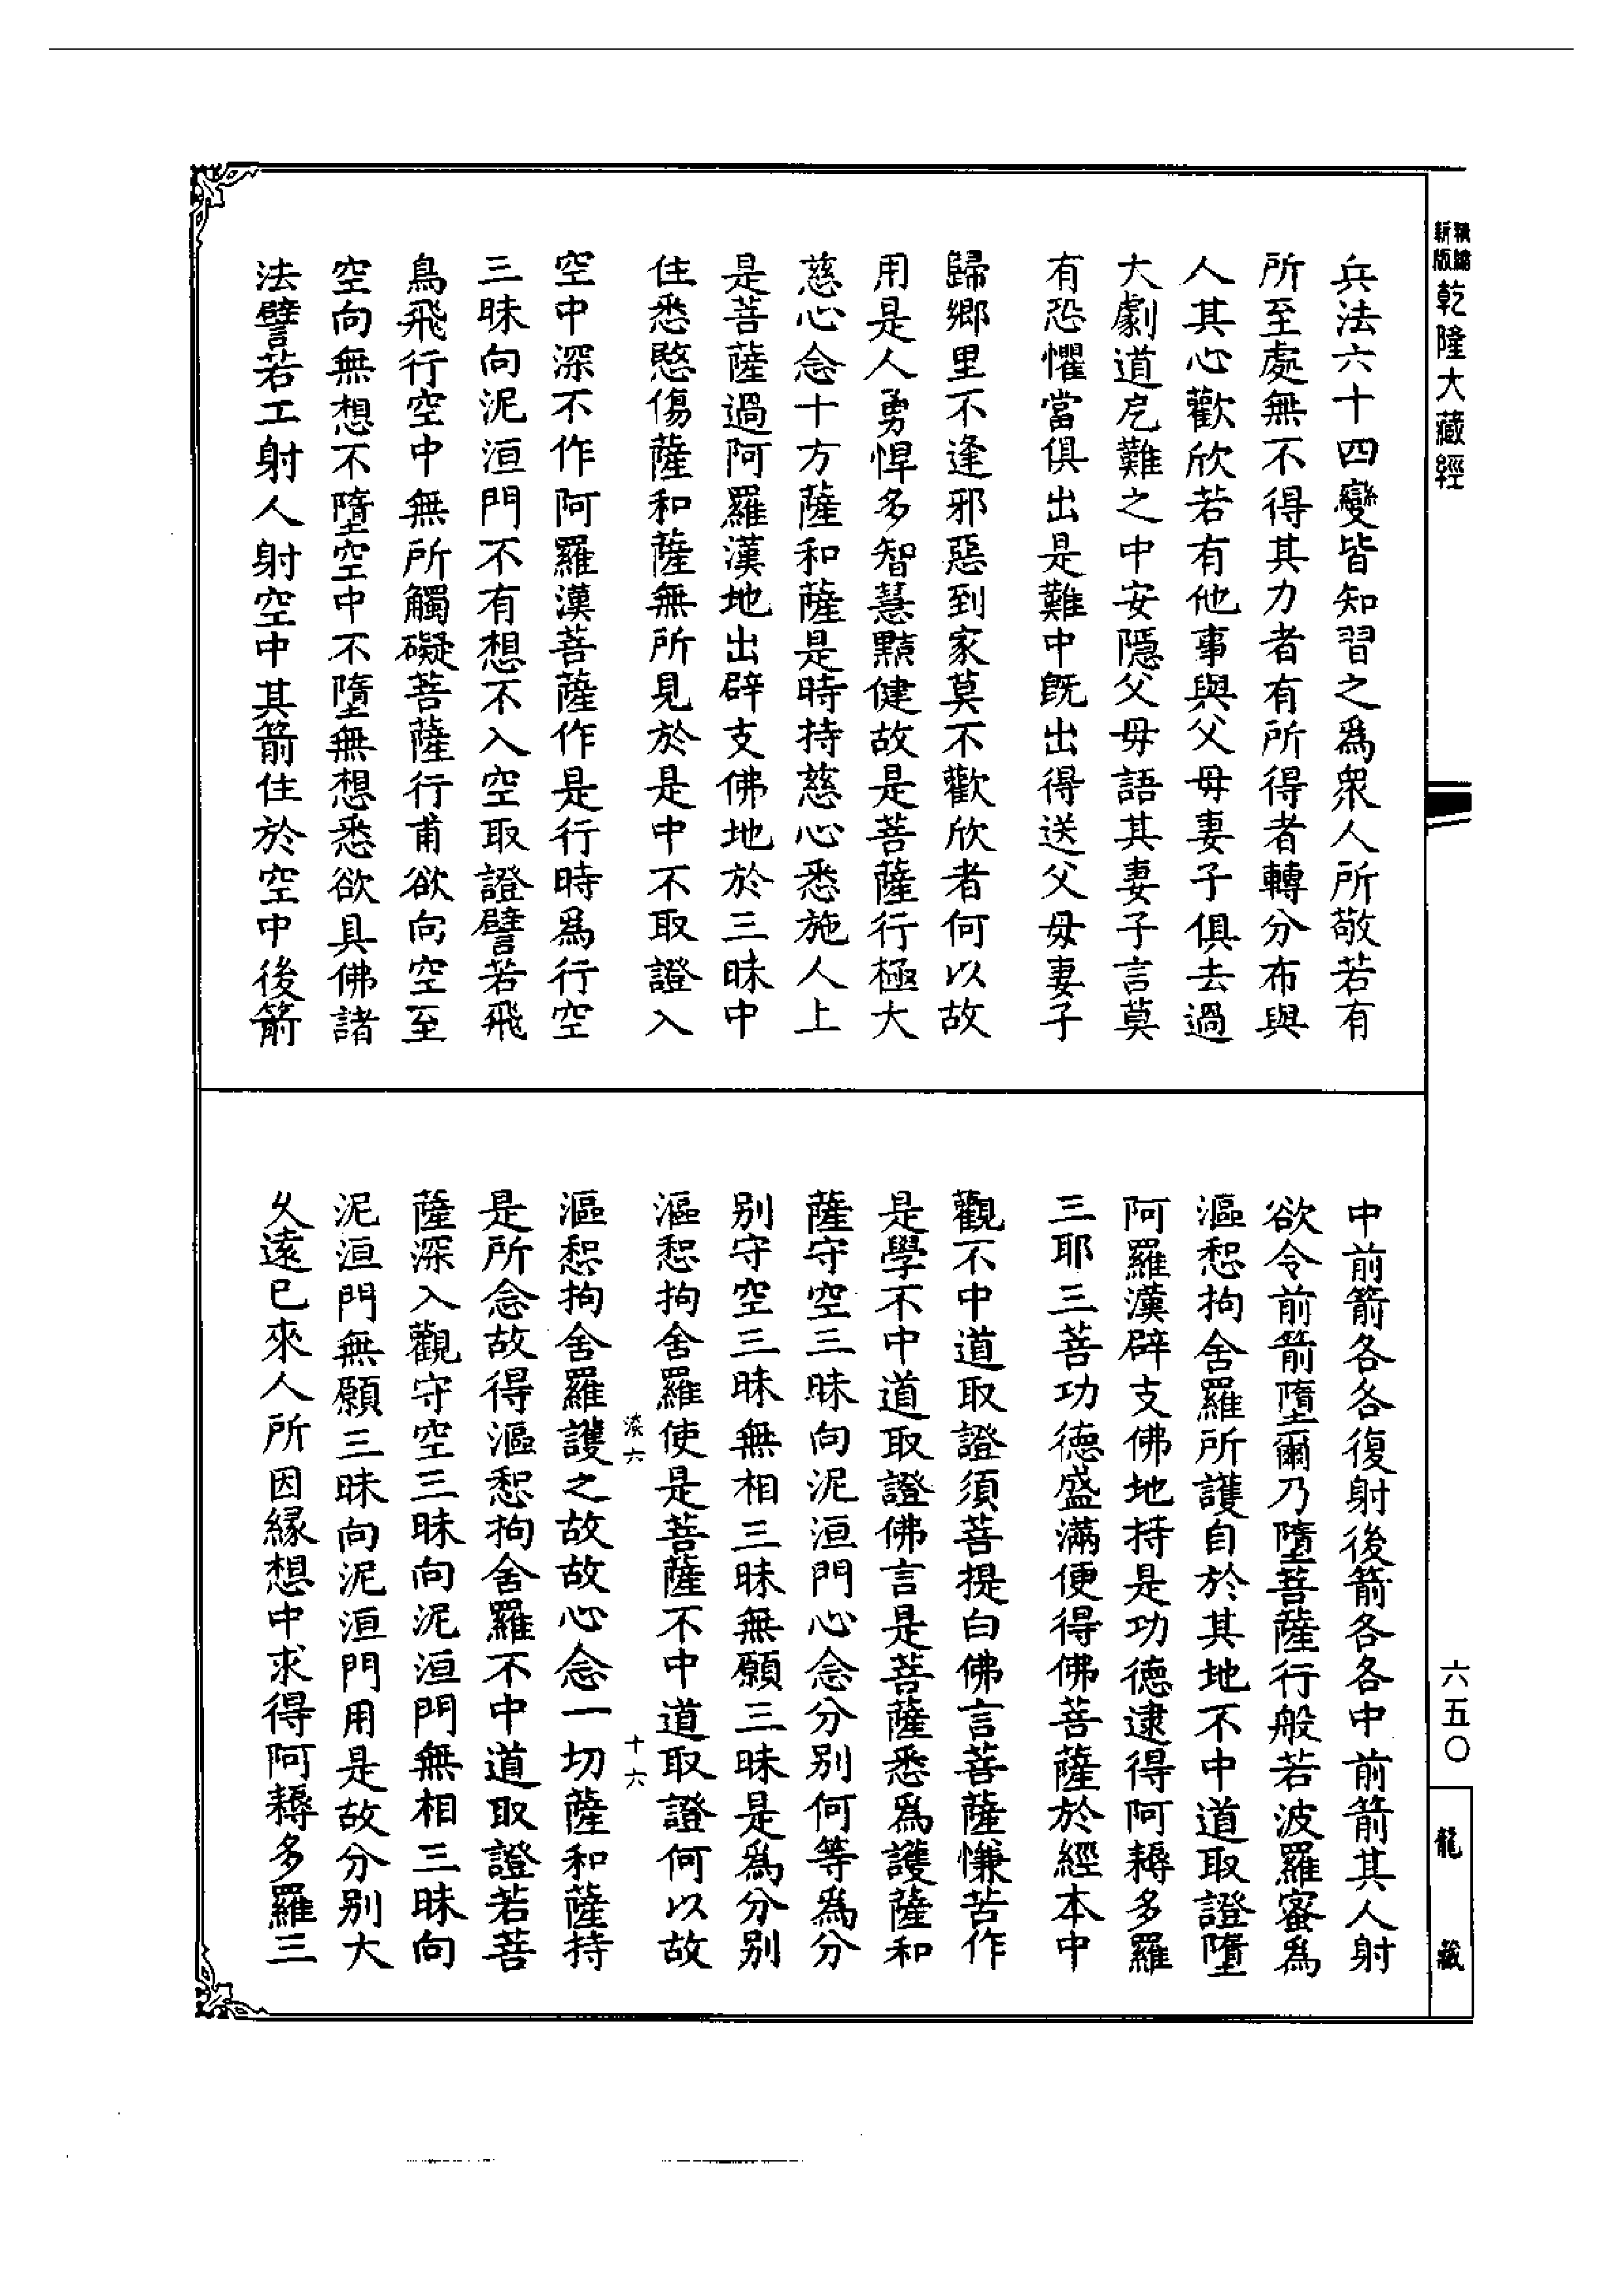 新編
新版
乾隆大藏經
兵法六十四變皆知習之爲衆人所敬若有
所至處無不得其力者有所得者轉分布與
人其心歡欣若有他事與父母妻子俱去過
大劇道戹難之中安隱父母語其妻子言莫
有恐懼當俱出是難中旣出得送父母妻子
歸鄉里不逢邪惡到家莫不歡欣者何以故
用是人勇悍多智慧黠健故是菩薩行極大
慈心念十方薩和薩是時持慈心悉施人上
是菩薩過阿羅漢地出辟支佛地於三昧中
住悉愍傷薩和薩無所見於是中不取證入
空中深不作阿羅漢菩薩作是行時爲行空
三昧向泥洹門不有想不入空取證譬若飛
鳥飛行空中無所觸礙菩薩行甫欲向空至
空向無想不墮空中不墮無想悉欲具佛諸
法譬若工射人射空中其箭住於空中後箭
中前箭各各復射後箭各各中前箭其人射
欲令前箭墮爾乃墮菩薩行般若波羅蜜爲
漚惒拘舍羅所護自於其地不中道取證墮
阿羅漢辟支佛地持是功德逮得阿耨多羅
三耶三菩功德盛滿便得佛菩薩於經本中
觀不中道取證須菩提白佛言菩薩慊苦作
是學不中道取證佛言是菩薩悉爲護薩和
薩守空三昧向泥洹門心念分別何等爲分
別守空三昧無相三昧無願三昧是爲分別
漚惒拘舍羅使是菩薩不中道取證何以故
十六
漚惒拘舍羅護之故故心念一切薩和薩持
是所念故得漚惒拘舍羅不中道取證若菩
薩深入觀守空三昧向泥洹門無相三昧向
泥洹門無願三昧向泥洹門用是故分別大
久遠已來人所因緣想中求得阿耨多羅三
六五〇
龍藏